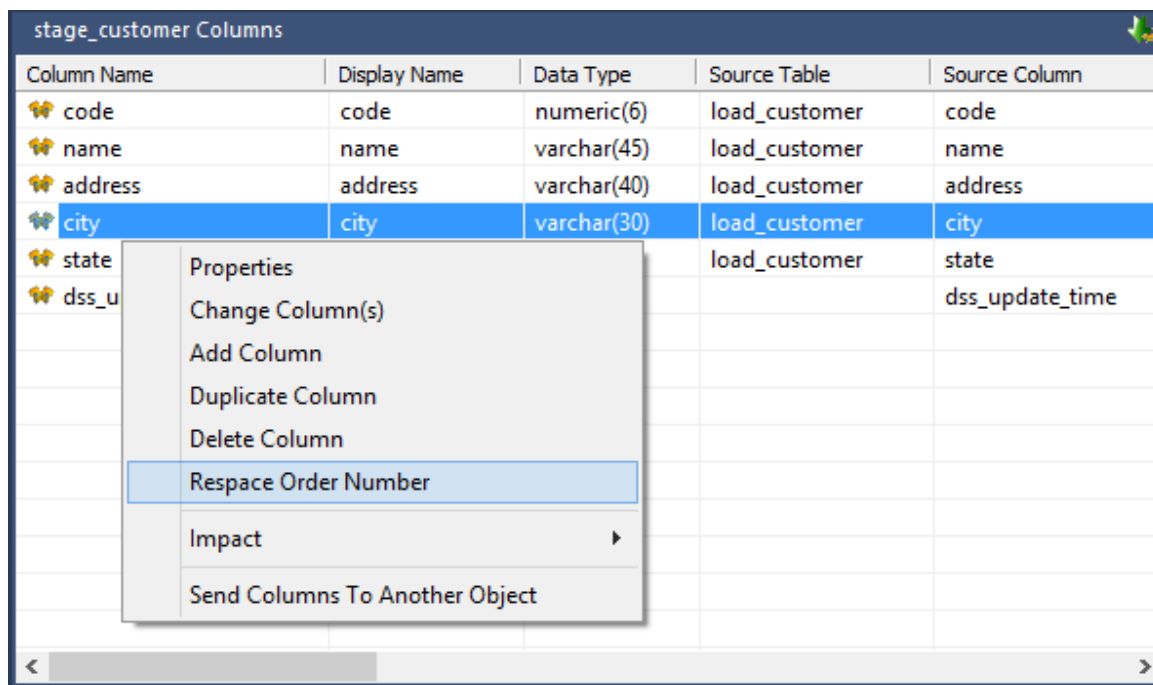 stage_customer Columns
Column Name Display Name Data Type Source Table Source Column
code code numeric(6) load_customer code
name name varchar(45) load_customer name
address address varchar(40) load_customer address
city city varchar(30) load_customer city
state load_customer state
dss_u dss_update_time
Properties
Change Column(s)
Add Column
Duplicate Column
Delete Column
Respace Order Number
Impact
Send Columns To Another Object